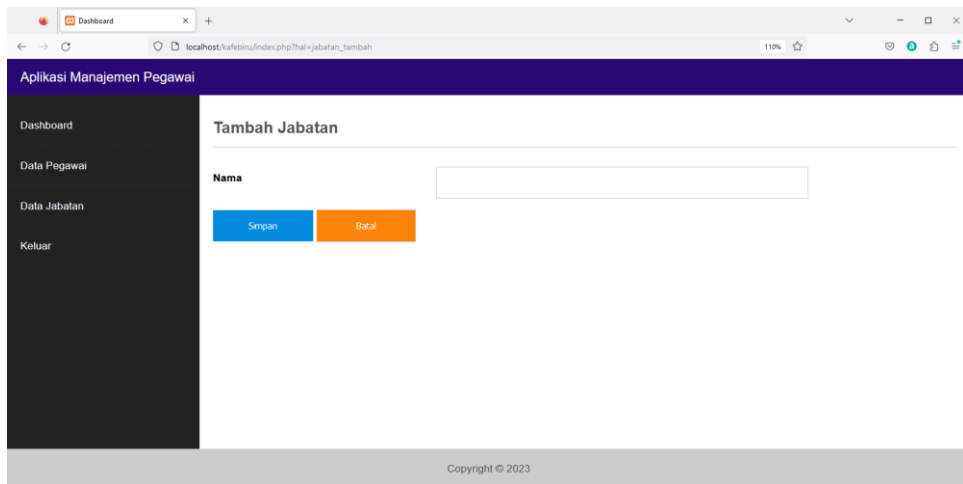 Dashboard
localhost/kafebiru/index.php?hal=jabatan_tambah
110%
Aplikasi Manajemen Pegawai
Dashboard
Data Pegawai
Data Jabatan
Keluar
Tambah Jabatan
Nama
Simpan
Batal
Copyright © 2023